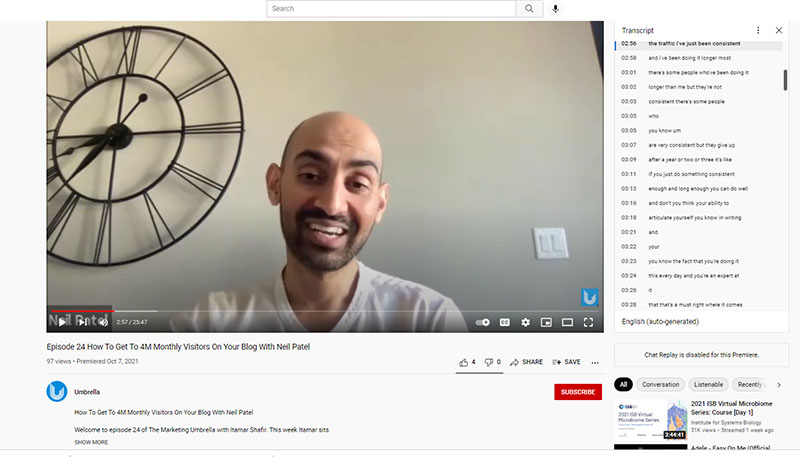 Search
Neil Patel
2:57 / 25:47
CC
Episode 24 How To Get To 4M Monthly Visitors On Your Blog With Neil Patel
97 views • Premiered Oct 7, 2021
4
0
SHARE
SAVE
Umbrella
SUBSCRIBE
How To Get To 4M Monthly Visitors On Your Blog With Neil Patel
Welcome to episode 24 of The Marketing Umbrella with Itamar Shafir. This week Itamar sits
SHOW MORE
Transcript
02:56 the traffic i've just been consistent
02:58 and i've been doing it longer most
03:01 there's some people who've been doing it
03:02 longer than me but they're not
03:03 consistent there's some people
03:05 who
03:05 you know um
03:07 are very consistent but they give up
03:09 after a year or two or three it's like
03:11 if you just do something consistent
03:13 enough and long enough you can do well
03:16 and don't you think your ability to
03:18 articulate yourself you know in writing
03:21 and
03:22 your
03:23 you know the fact that you're doing it
03:24 this every day and you're an expert at
03:26 it
03:28 that that's a must right where it comes
English (auto-generated)
Chat Replay is disabled for this Premiere.
All
Conversation
Listenable
Recently
2021 ISB Virtual Microbiome
Series: Course [Day 1]
Institute for Systems Biology
51K views • Streamed 1 week ago
3:44:41
Adele - Easy On Me (Official